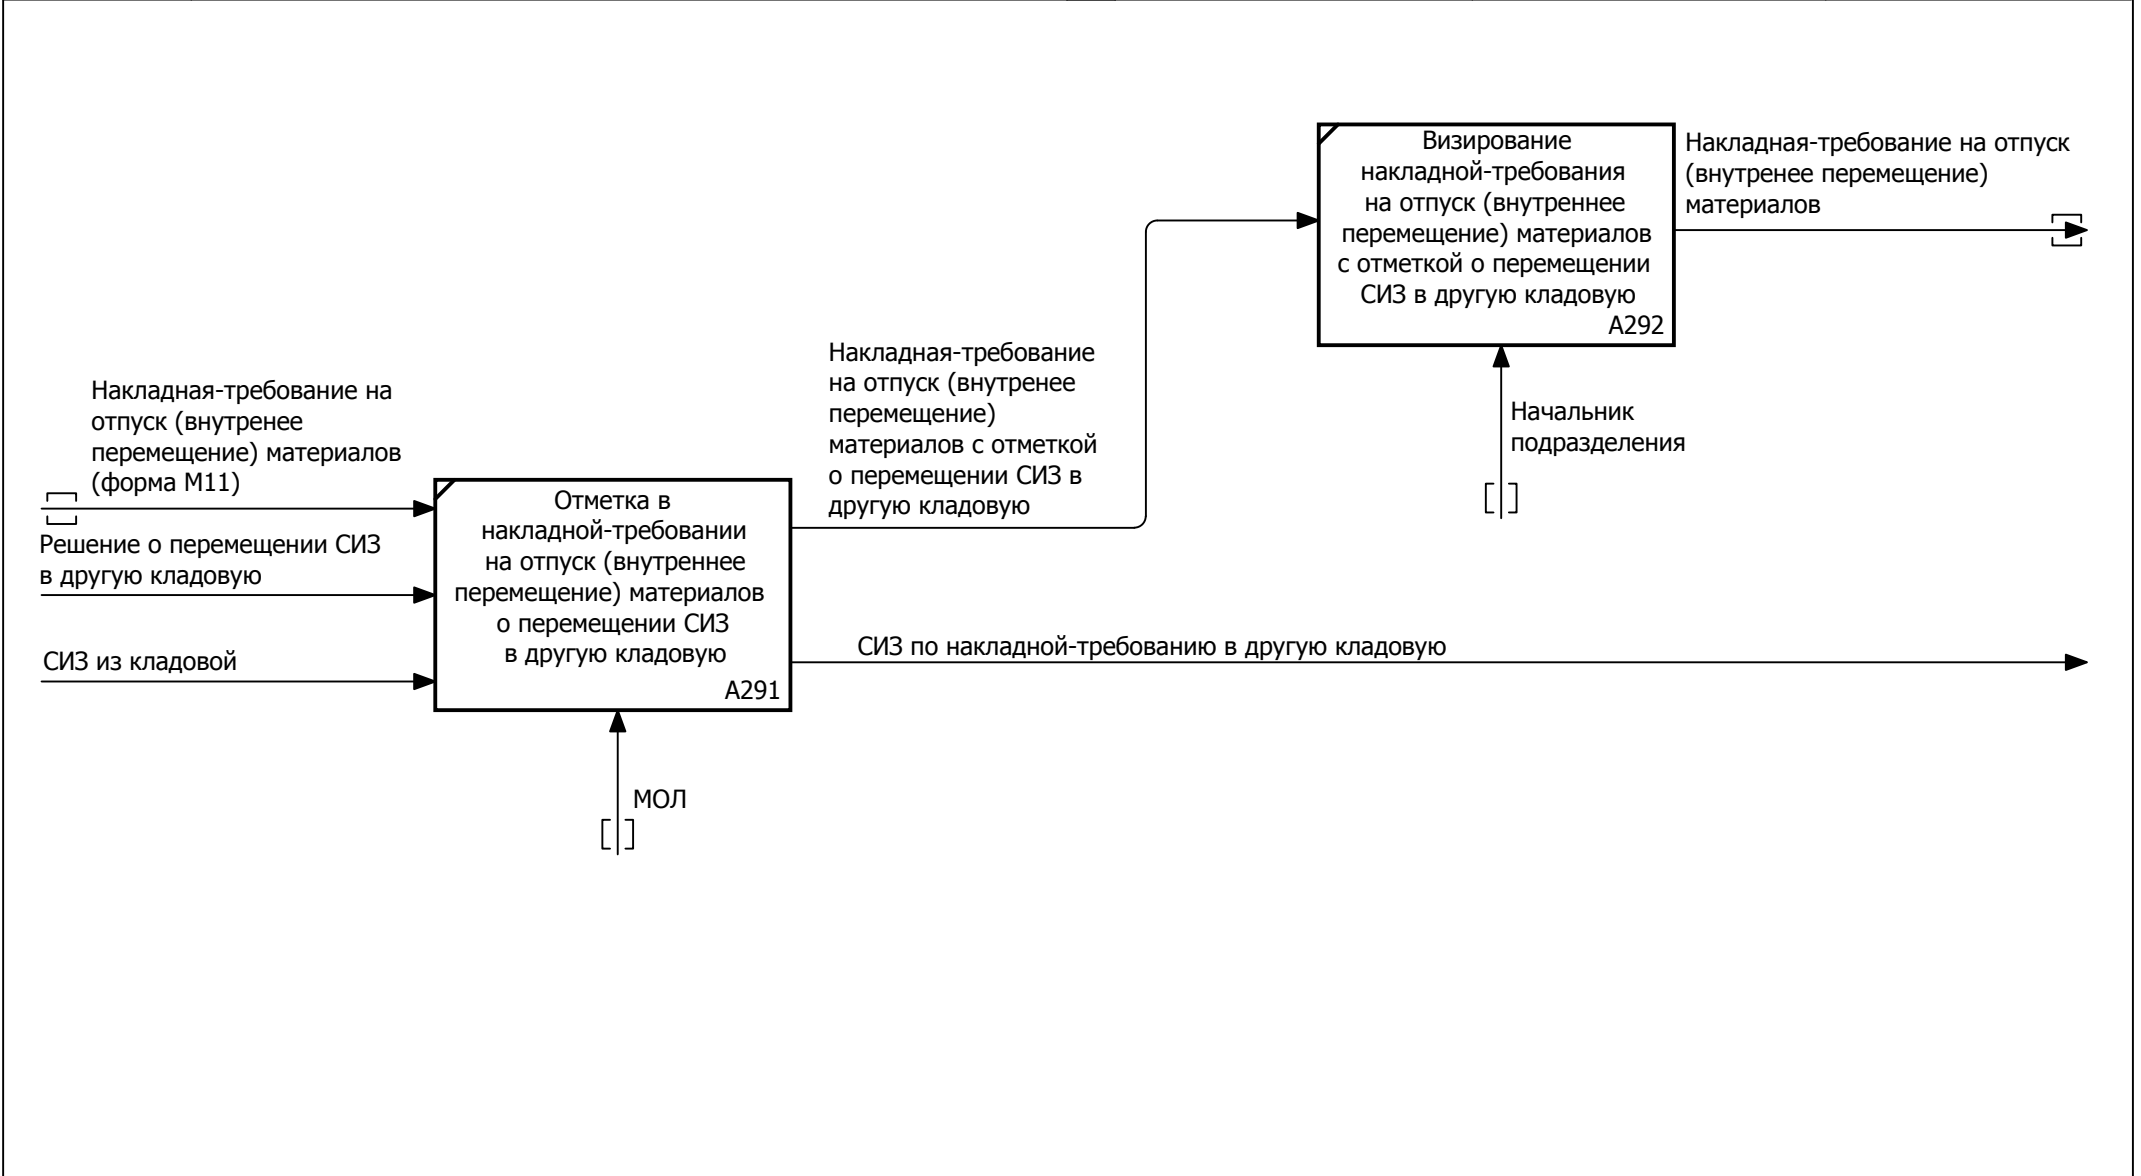 Накладная-требование на
отпуск (внутренее
перемещение) материалов
(форма М11)
Решение о перемещении СИЗ
в другую кладовую
СИЗ из кладовой
Отметка в
накладной-требовании
на отпуск (внутреннее
перемещение) материалов
о перемещении СИЗ
в другую кладовую
А291
МОЛ
Накладная-требование
на отпуск (внутренее
перемещение)
материалов с отметкой
о перемещении СИЗ в
другую кладовую
СИЗ по накладной-требованию в другую кладовую
Визирование
накладной-требования
на отпуск (внутреннее
перемещение) материалов
с отметкой о перемещении
СИЗ в другую кладовую
А292
Начальник
подразделения
Накладная-требование на отпуск
(внутренее перемещение)
материалов